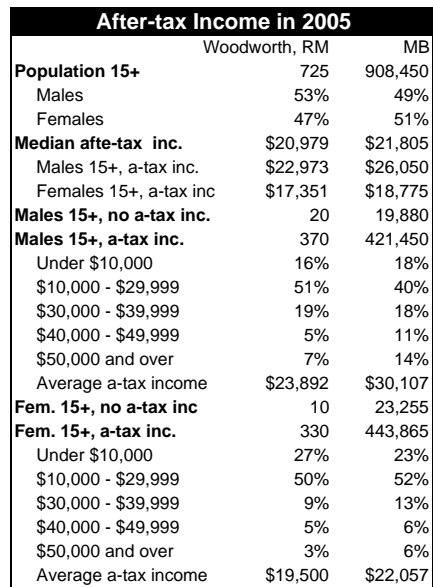 After-tax Income in 2005
Woodworth, RM MB
Population 15+ 725 908,450
Males 53% 49%
Females 47% 51%
Median afte-tax inc. $20,979 $21,805
Males 15+, a-tax inc. $22,973 $26,050
Females 15+, a-tax inc $17,351 $18,775
Males 15+, no a-tax inc. 20 19,880
Males 15+, a-tax inc. 370 421,450
Under $10,000 16% 18%
$10,000 - $29,999 51% 40%
$30,000 - $39,999 19% 18%
$40,000 - $49,999 5% 11%
$50,000 and over 7% 14%
Average a-tax income $23,892 $30,107
Fem. 15+, no a-tax inc 10 23,255
Fem. 15+, a-tax inc. 330 443,865
Under $10,000 27% 23%
$10,000 - $29,999 50% 52%
$30,000 - $39,999 9% 13%
$40,000 - $49,999 5% 6%
$50,000 and over 3% 6%
Average a-tax income $19,500 $22,057